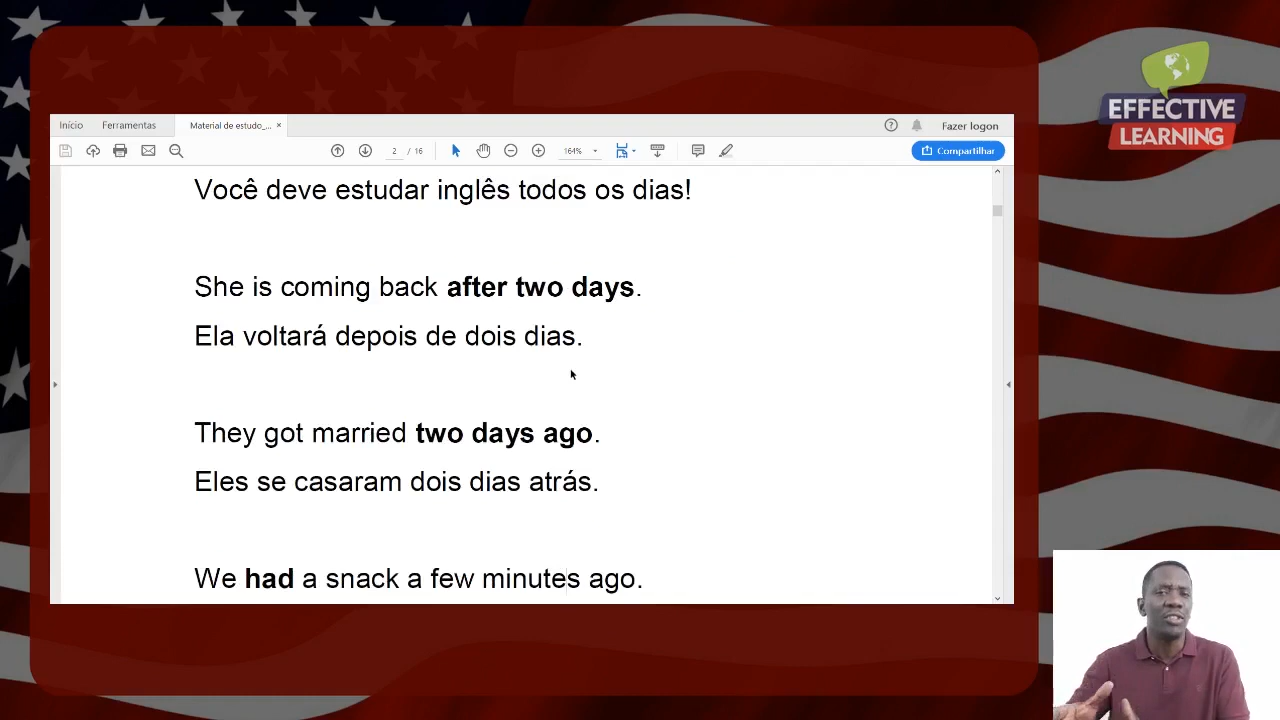 EFFECTIVE
LEARNING
Início Ferramentas Material de estudo_... ×
Fazer logon
2 / 16 164% Compartilhar
Você deve estudar inglês todos os dias!
She is coming back after two days.
Ela voltará depois de dois dias.
They got married two days ago.
Eles se casaram dois dias atrás.
We had a snack a few minutes ago.